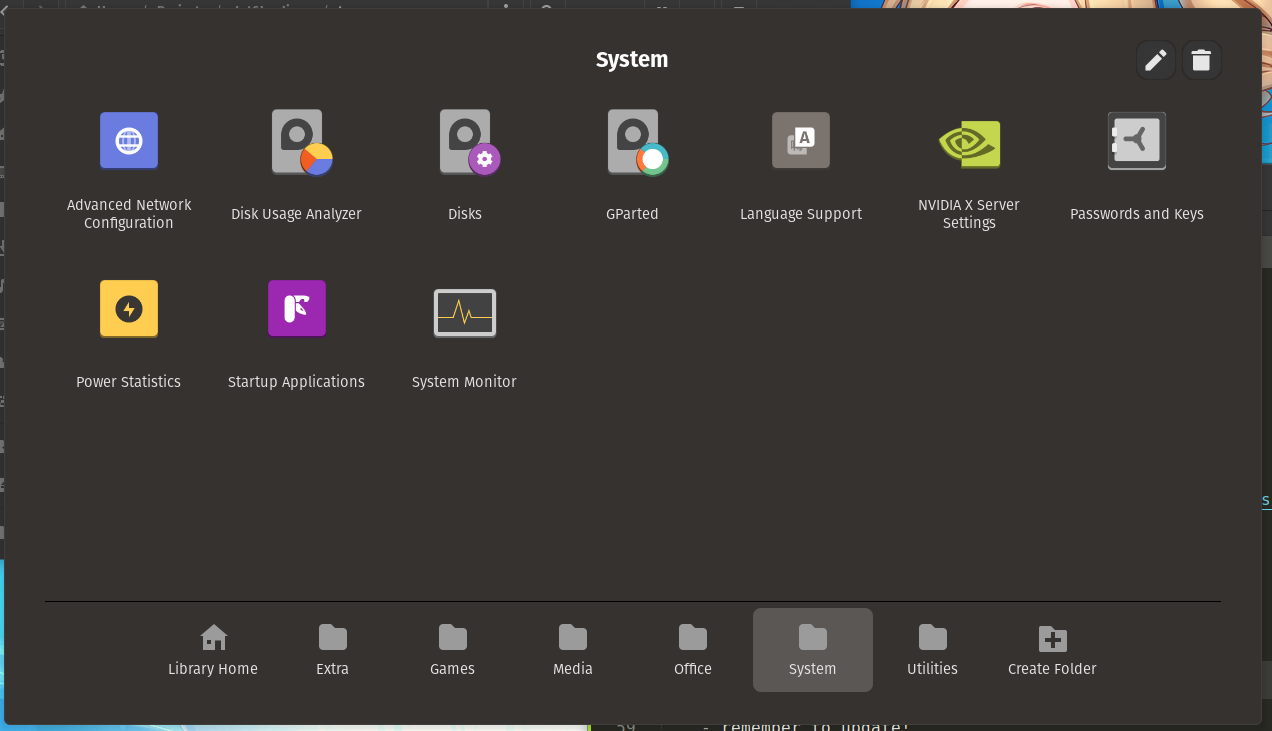 System
Advanced Network
Configuration
Disk Usage Analyzer
Disks
GParted
A
Language Support
NVIDIA X Server
Settings
Passwords and Keys
Power Statistics
Startup Applications
System Monitor
Library Home
Extra
Games
Media
Office
System
Utilities
Create Folder
s
59 - remember to update!